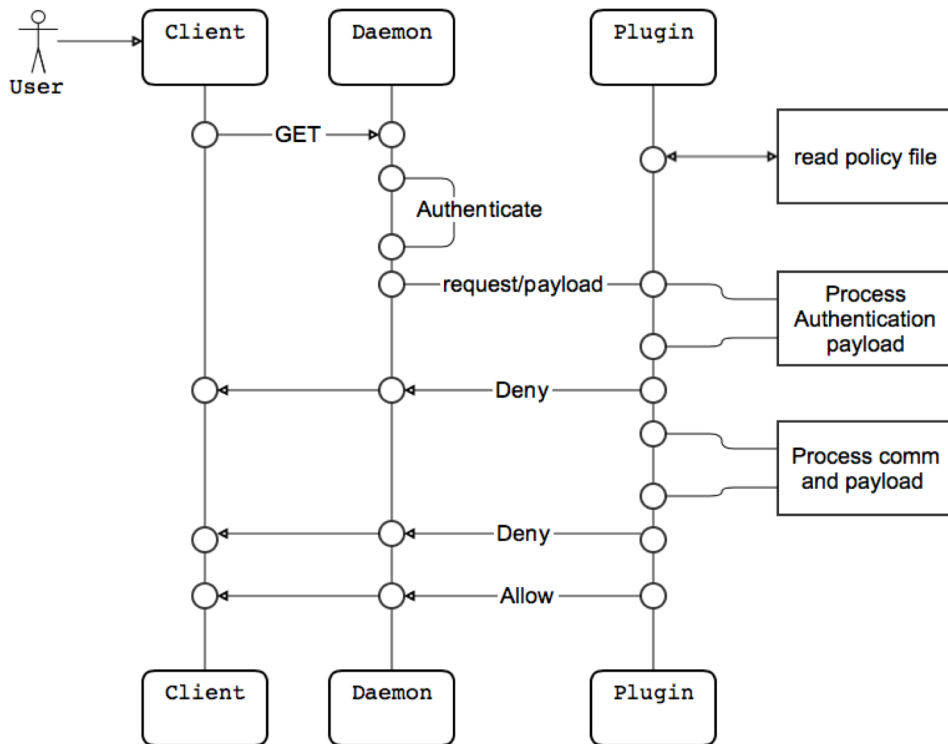 Client
Daemon
Plugin
User
GET
read policy file
Authenticate
request/payload
Process
Authentication
payload
Deny
Process comm
and payload
Deny
Allow
Client
Daemon
Plugin